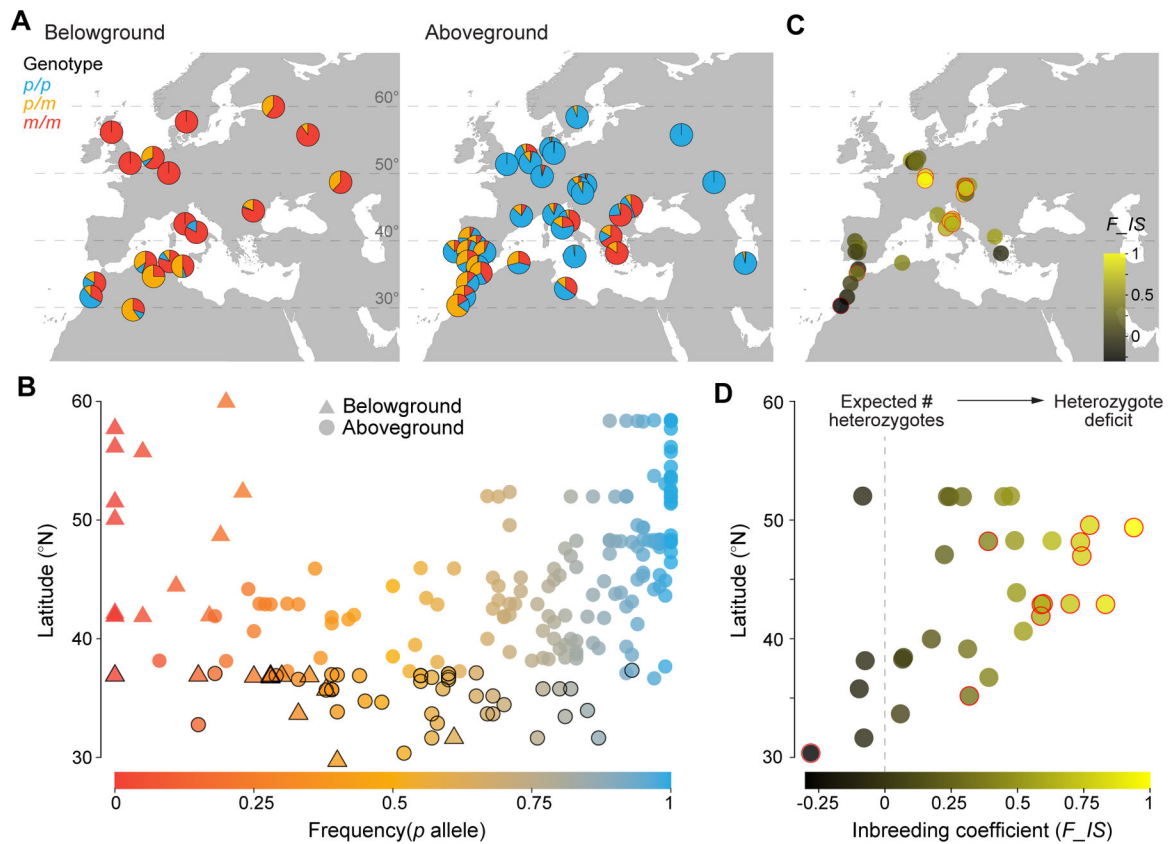 A
Belowground
Aboveground
C
Genotype
p/p
p/m
m/m
60°
50°
40°
30°
F_IS
1
0.5
0
B
D
60
50
40
30
Latitude (°N)
Belowground
Aboveground
0
0.25
0.5
0.75
1
Frequency(p allele)
60
50
40
30
Latitude (°N)
Expected #
heterozygotes
Heterozygote
deficit
-0.25
0
0.25
0.5
0.75
1
Inbreeding coefficient (F_IS)